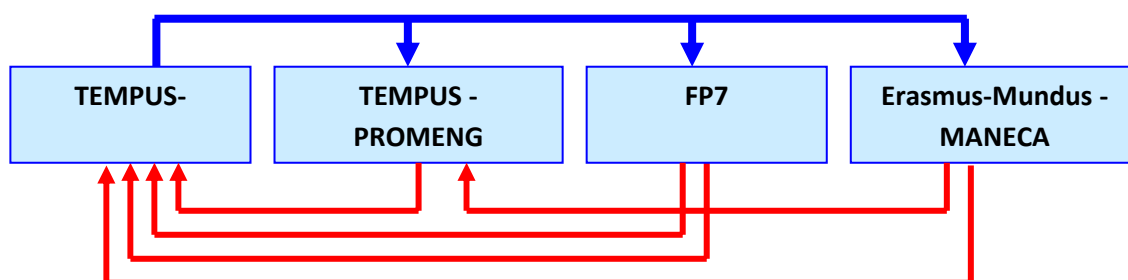 TEMPUS-
TEMPUS -
PROMENG
FP7
Erasmus-Mundus -
MANECA